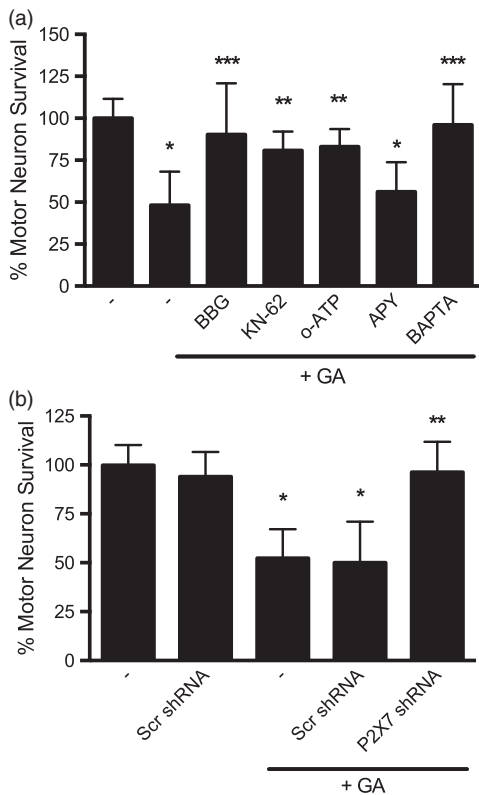 (a)
% Motor Neuron Survival
150
125
100
75
50
25
0
*
***
**
**
*
***
-
-
BBG
KN-62
o-ATP
APY
BAPTA
+ GA
(b)
% Motor Neuron Survival
125
100
75
50
25
0
*
*
**
-
Scr shRNA
-
Scr shRNA
P2X7 shRNA
+ GA